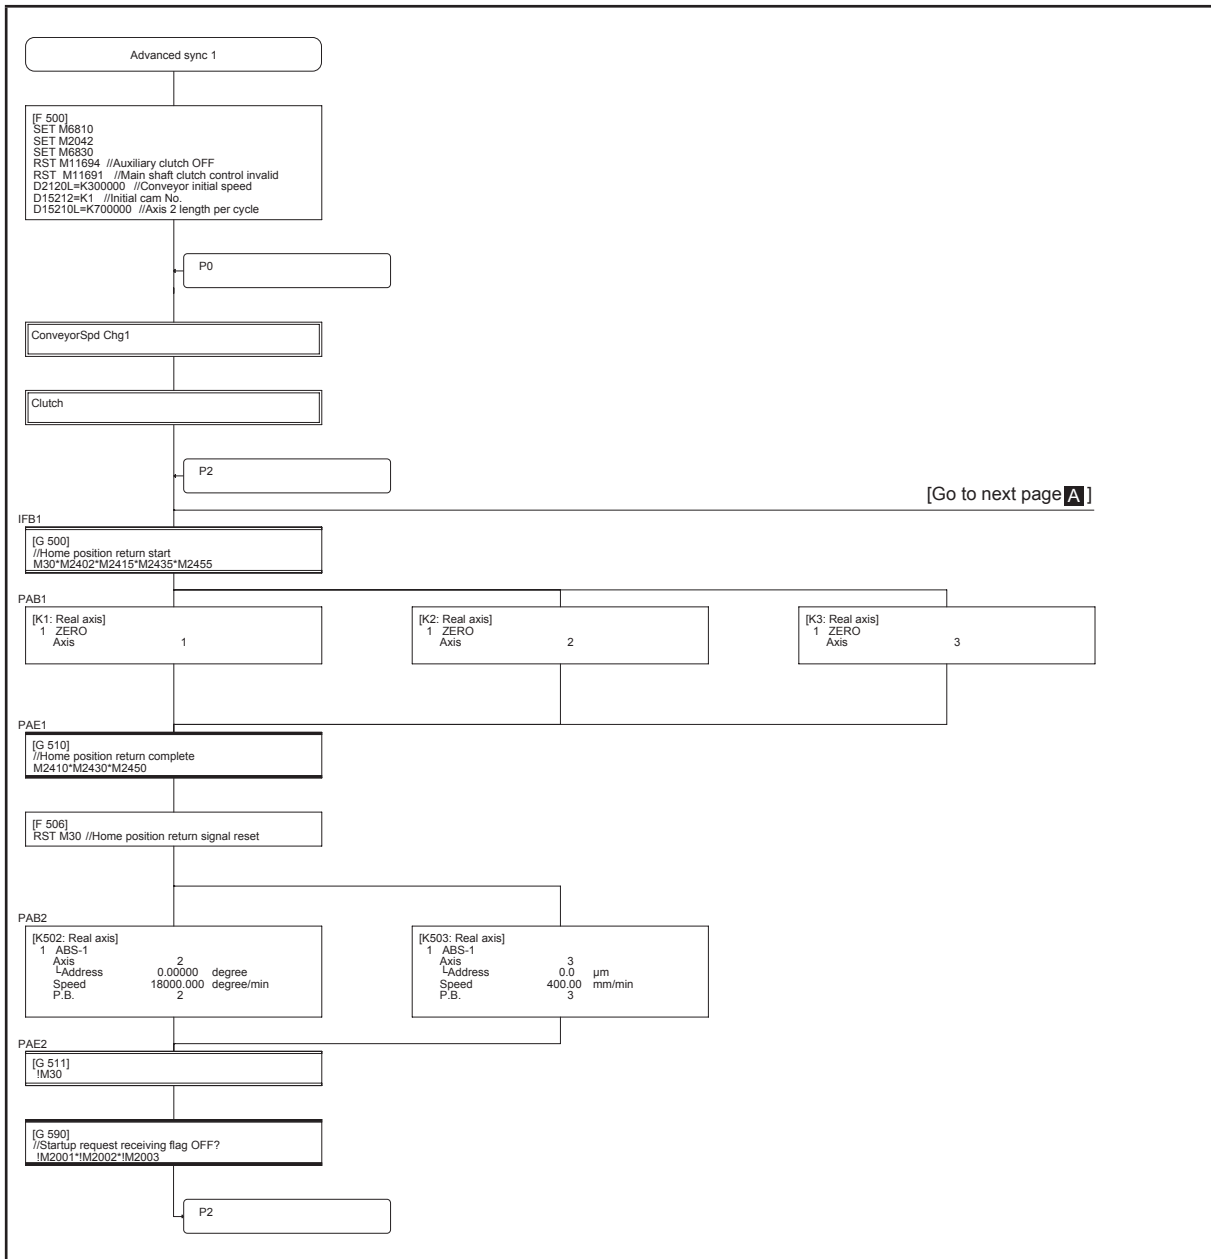 Advanced sync 1
[F 500]
SET M6810
SET M2042
SET M6830
RST M11694 //Auxiliary clutch OFF
RST M11691 //Main shaft clutch control invalid
D2120L=K300000 //Conveyor initial speed
D15212=K1 //Initial cam No.
D15210L=K700000 //Axis 2 length per cycle
P0
ConveyorSpd Chg1
Clutch
P2
[Go to next page A ]
IFB1
[G 500]
//Home position return start
M30*M2402*M2415*M2435*M2455
PAB1
[K1: Real axis]
1 ZERO
Axis 1
[K2: Real axis]
1 ZERO
Axis 2
[K3: Real axis]
1 ZERO
Axis 3
PAE1
[G 510]
//Home position return complete
M2410*M2430*M2450
[F 506]
RST M30 //Home position return signal reset
PAB2
[K502: Real axis]
1 ABS-1
Axis 2
└Address 0.00000 degree
Speed 18000.000 degree/min
P.B. 2
[K503: Real axis]
1 ABS-1
Axis 3
└Address 0.0 µm
Speed 400.00 mm/min
P.B. 3
PAE2
[G 511]
!M30
[G 590]
//Startup request receiving flag OFF?
!M2001*!M2002*!M2003
P2